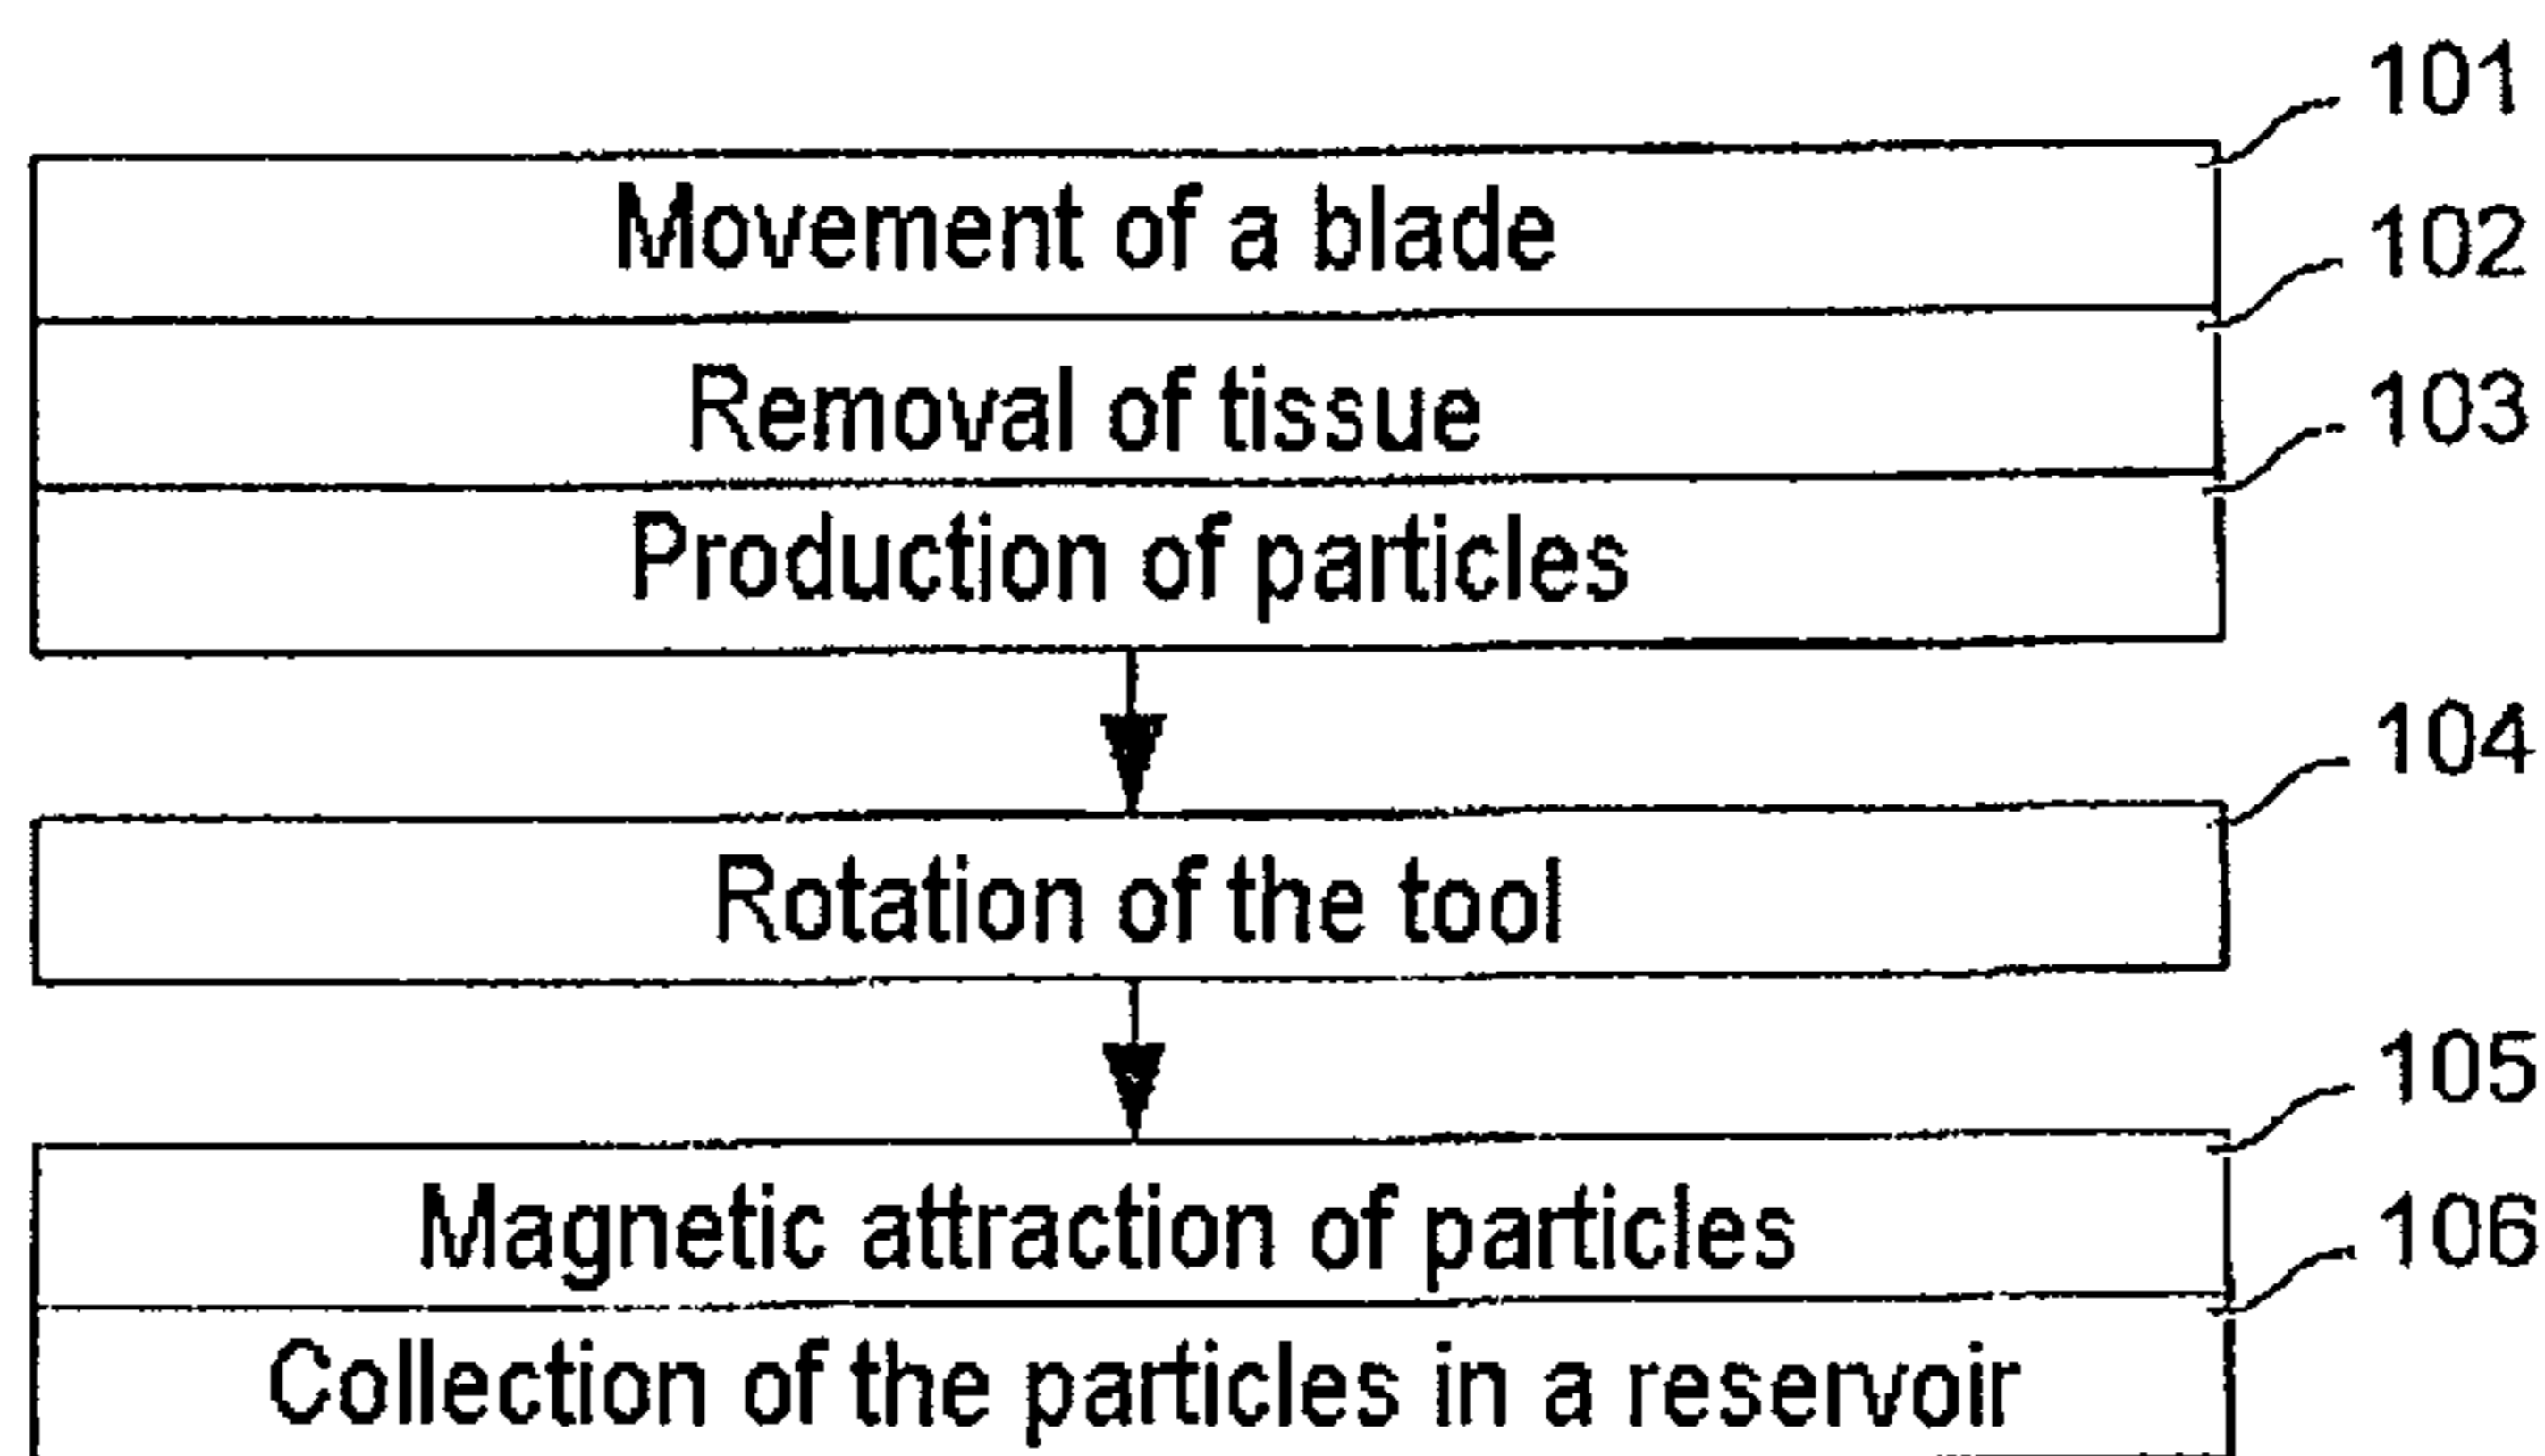 101
Movement of a blade
102
Removal of tissue
103
Production of particles
104
Rotation of the tool
105
Magnetic attraction of particles
106
Collection of the particles in a reservoir